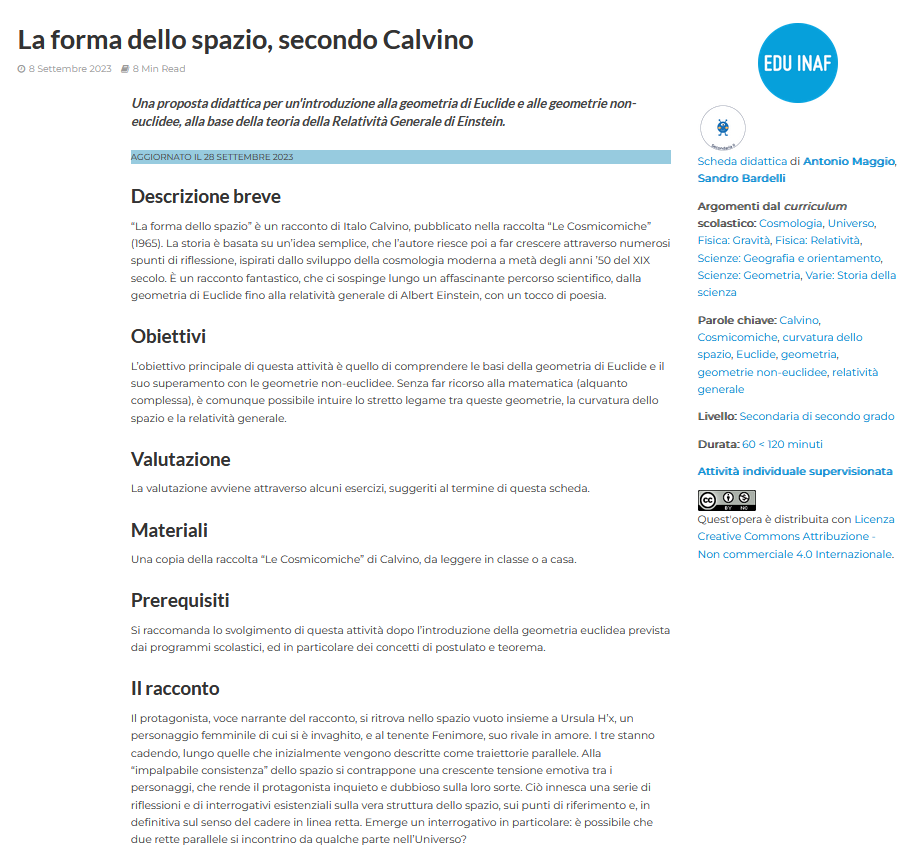 La forma dello spazio, secondo Calvino
8 Settembre 2023 8 Min Read
Una proposta didattica per un'introduzione alla geometria di Euclide e alle geometrie non-
euclidee, alla base della teoria della Relatività Generale di Einstein.
AGGIORNATO IL 28 SETTEMBRE 2023
Descrizione breve
“La forma dello spazio” è un racconto di Italo Calvino, pubblicato nella raccolta “Le Cosmicomiche”
(1965). La storia è basata su un’idea semplice, che l’autore riesce poi a far crescere attraverso numerosi
spunti di riflessione, ispirati dallo sviluppo della cosmologia moderna a metà degli anni ’50 del XIX
secolo. È un racconto fantastico, che ci sospinge lungo un affascinante percorso scientifico, dalla
geometria di Euclide fino alla relatività generale di Albert Einstein, con un tocco di poesia.
Obiettivi
L’obiettivo principale di questa attività è quello di comprendere le basi della geometria di Euclide e il
suo superamento con le geometrie non-euclidee. Senza far ricorso alla matematica (alquanto
complessa), è comunque possibile intuire lo stretto legame tra queste geometrie, la curvatura dello
spazio e la relatività generale.
Valutazione
La valutazione avviene attraverso alcuni esercizi, suggeriti al termine di questa scheda.
Materiali
Una copia della raccolta “Le Cosmicomiche” di Calvino, da leggere in classe o a casa.
Prerequisiti
Si raccomanda lo svolgimento di questa attività dopo l’introduzione della geometria euclidea prevista
dai programmi scolastici, ed in particolare dei concetti di postulato e teorema.
Il racconto
Il protagonista, voce narrante del racconto, si ritrova nello spazio vuoto insieme a Ursula H’x, un
personaggio femminile di cui si è invaghito, e al tenente Fenimore, suo rivale in amore. I tre stanno
cadendo, lungo quelle che inizialmente vengono descritte come traiettorie parallele. Alla
“impalpabile consistenza” dello spazio si contrappone una crescente tensione emotiva tra i
personaggi, che rende il protagonista inquieto e dubbioso sulla loro sorte. Ciò innesca una serie di
riflessioni e di interrogativi esistenziali sulla vera struttura dello spazio, sui punti di riferimento e, in
definitiva sul senso del cadere in linea retta. Emerge un interrogativo in particolare: è possibile che
due rette parallele si incontrino da qualche parte nell’Universo?
EDU INAF
Secondaria II
Scheda didattica di Antonio Maggio,
Sandro Bardelli
Argomenti dal curriculum
scolastico: Cosmologia, Universo,
Fisica: Gravità, Fisica: Relatività,
Scienze: Geografia e orientamento,
Scienze: Geometria, Varie: Storia della
scienza
Parole chiave: Calvino,
Cosmicomiche, curvatura dello
spazio, Euclide, geometria,
geometrie non-euclidee, relatività
generale
Livello: Secondaria di secondo grado
Durata: 60 < 120 minuti
Attività individuale supervisionata
CC BY NC
Quest'opera è distribuita con Licenza
Creative Commons Attribuzione -
Non commerciale 4.0 Internazionale.